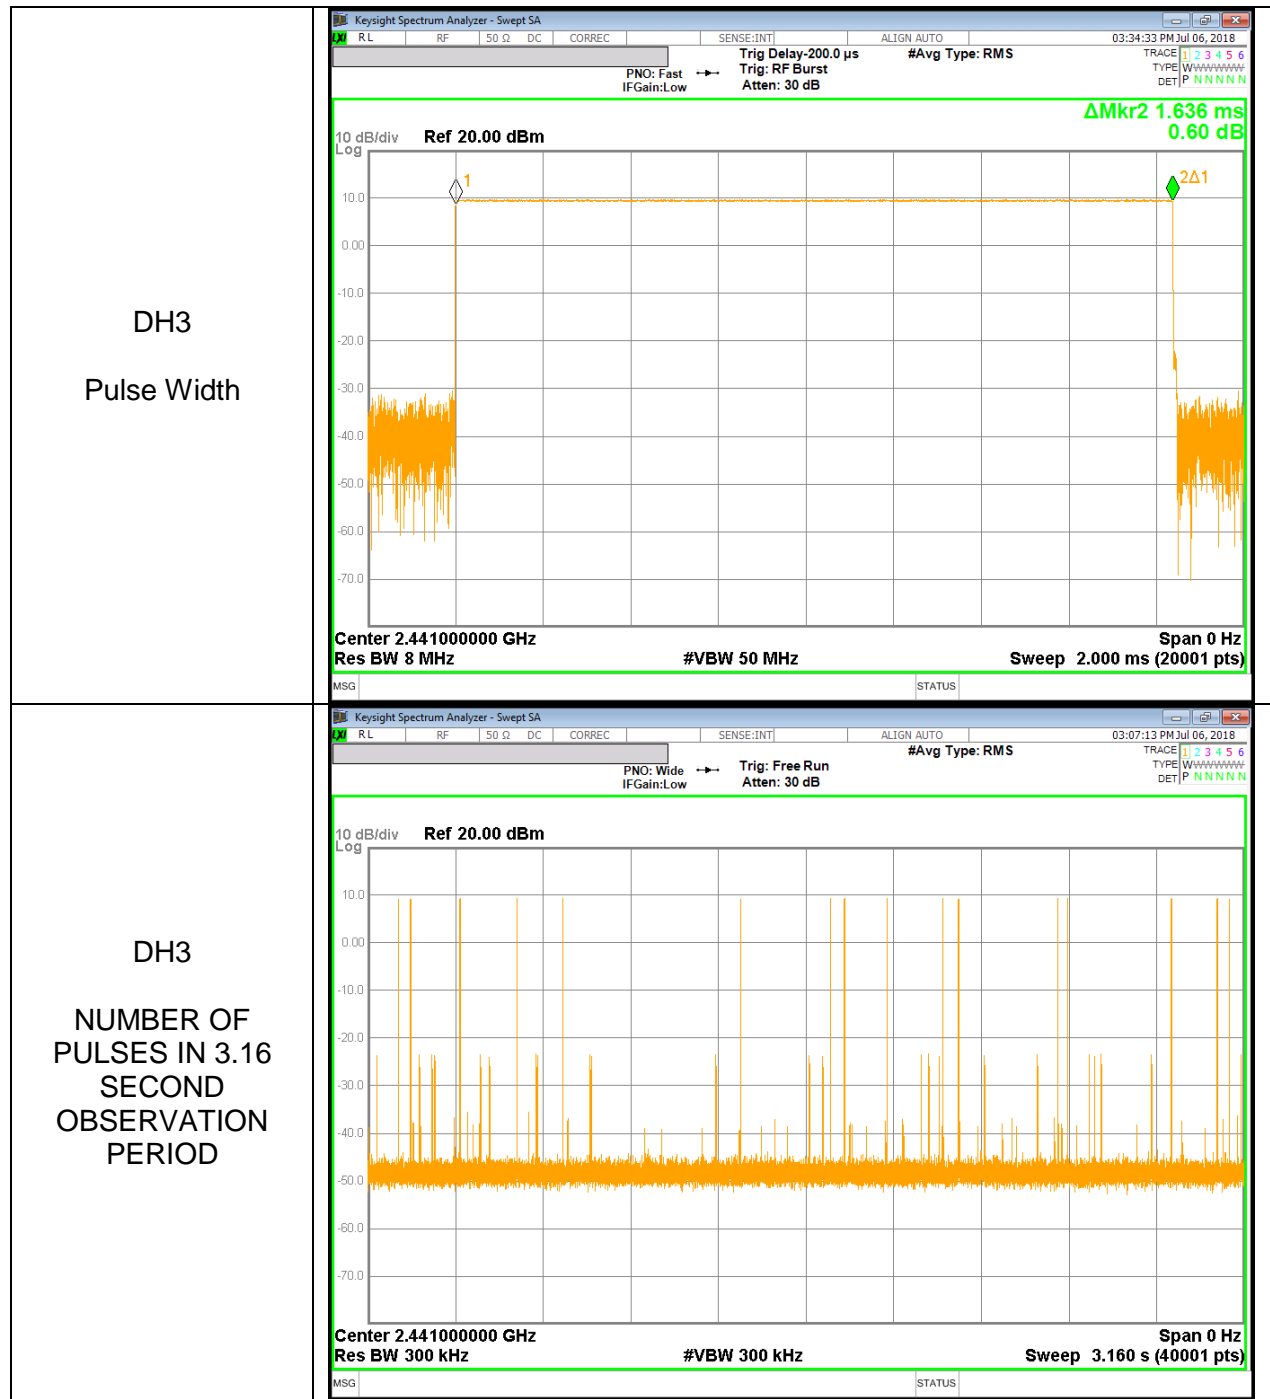 DH3
Pulse Width
Keysight Spectrum Analyzer - Swept SA
LXI RL RF 50 Ω DC CORREC SENSE:INT ALIGN AUTO 03:34:33 PM Jul 06, 2018
Trig Delay-200.0 µs #Avg Type: RMS TRACE 1 2 3 4 5 6
PNO: Fast Trig: RF Burst TYPE WWWWWW
IFGain:Low Atten: 30 dB DET P N N N N N
ΔMkr2 1.636 ms
0.60 dB
10 dB/div Ref 20.00 dBm
Log
1
2Δ1
10.0
0.00
-10.0
-20.0
-30.0
-40.0
-50.0
-60.0
-70.0
Center 2.441000000 GHz Span 0 Hz
Res BW 8 MHz #VBW 50 MHz Sweep 2.000 ms (20001 pts)
MSG STATUS
DH3
NUMBER OF
PULSES IN 3.16
SECOND
OBSERVATION
PERIOD
Keysight Spectrum Analyzer - Swept SA
LXI RL RF 50 Ω DC CORREC SENSE:INT ALIGN AUTO 03:07:13 PM Jul 06, 2018
#Avg Type: RMS TRACE 1 2 3 4 5 6
PNO: Wide Trig: Free Run TYPE WWWWWW
IFGain:Low Atten: 30 dB DET P N N N N N
10 dB/div Ref 20.00 dBm
Log
10.0
0.00
-10.0
-20.0
-30.0
-40.0
-50.0
-60.0
-70.0
Center 2.441000000 GHz Span 0 Hz
Res BW 300 kHz #VBW 300 kHz Sweep 3.160 s (40001 pts)
MSG STATUS